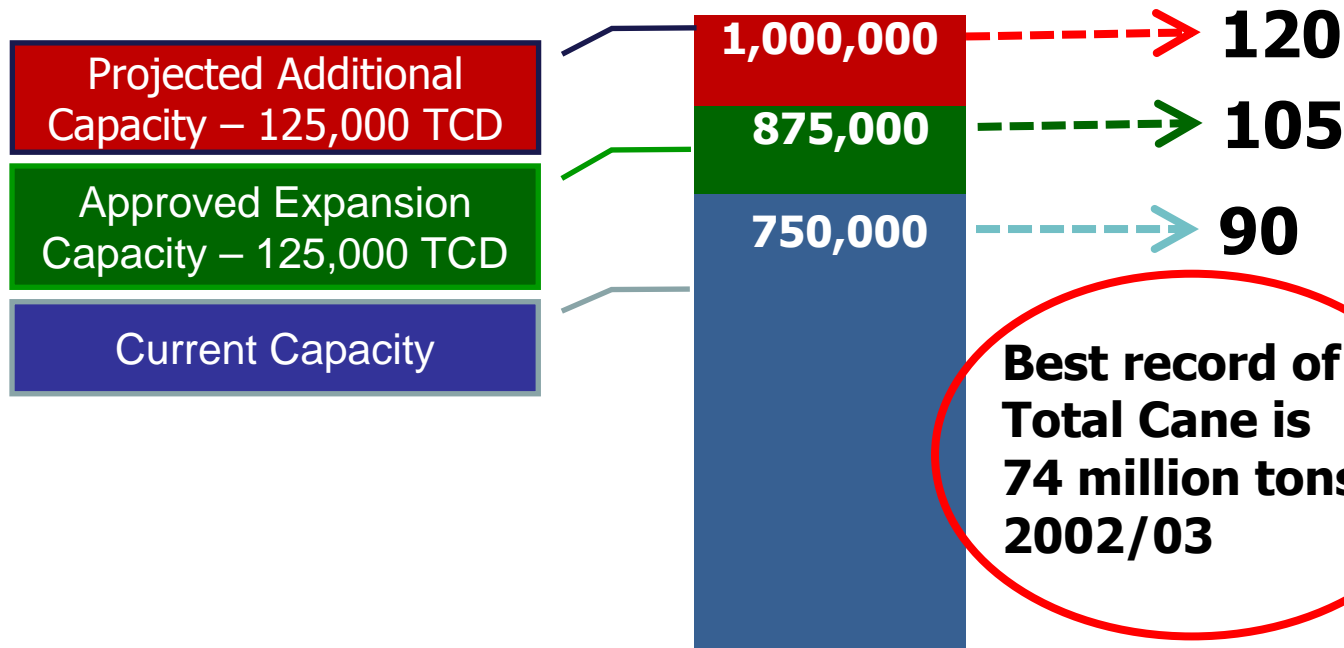 Projected Additional
Capacity – 125,000 TCD
Approved Expansion
Capacity – 125,000 TCD
Current Capacity
1,000,000
875,000
750,000
120
105
90
Best record of
Total Cane is
74 million tons
2002/03